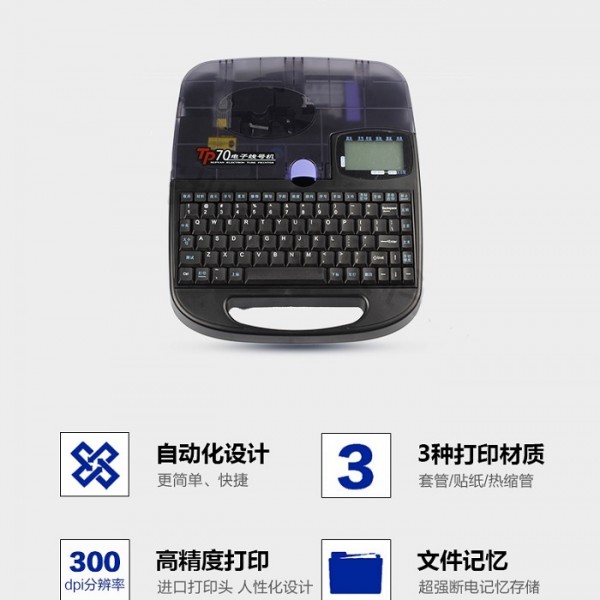 TP70电子线号机
Q W E R T Y U I O P
A S D F G H J K L
Z X C V B N M
自动化设计
更简单、快捷
3
3种打印材质
套管/贴纸/热缩管
300
dpi分辨率
高精度打印
进口打印头 人性化设计
文件记忆
超强断电记忆存储